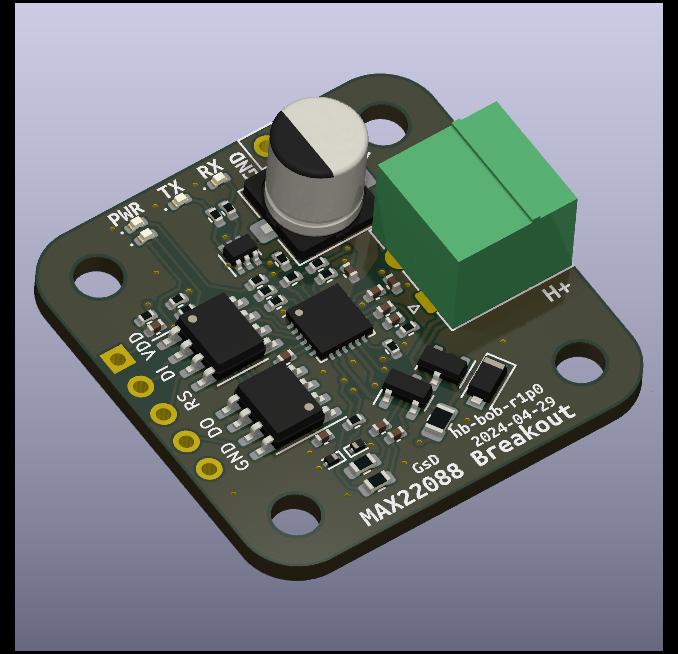 PWR
TX
RX
GND
H+
VDD
DI
RS
DO
GND
hb-bob-r1p0
2024-04-29
GsD
MAX22088 Breakout